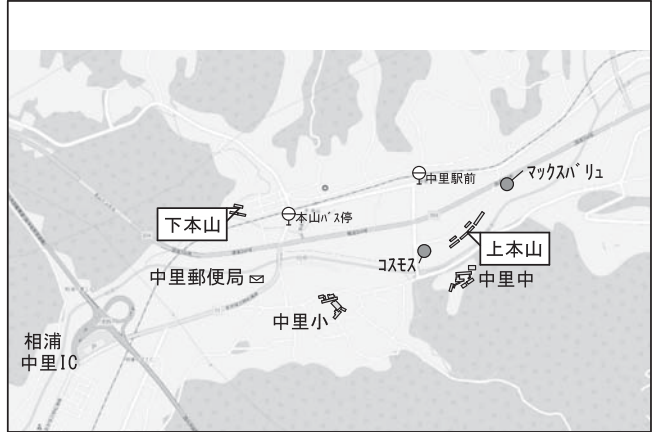 マックスバリュ
中里駅前
下本山
本山バス停
上本山
コスモス
中里郵便局
中里中
中里小
相浦
中里IC